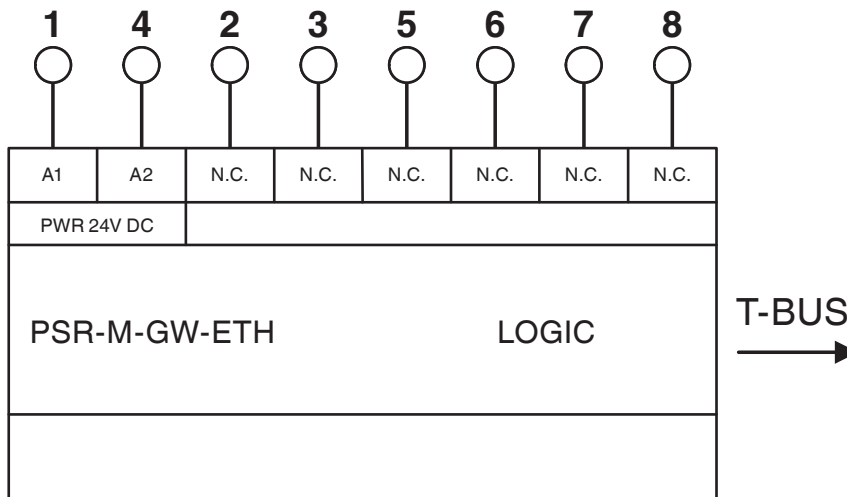 1 4 2 3 5 6 7 8
A1 A2 N.C. N.C. N.C. N.C. N.C. N.C.
PWR 24V DC
PSR-M-GW-ETH LOGIC
T-BUS